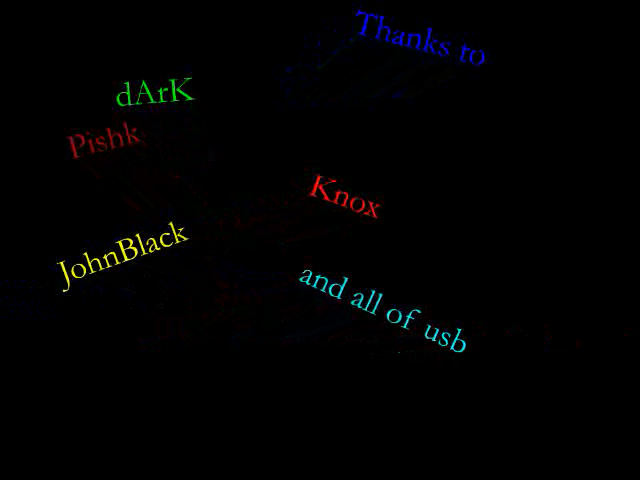 Thanks to
dArK
Pishk
Knox
JohnBlack
and all of usb